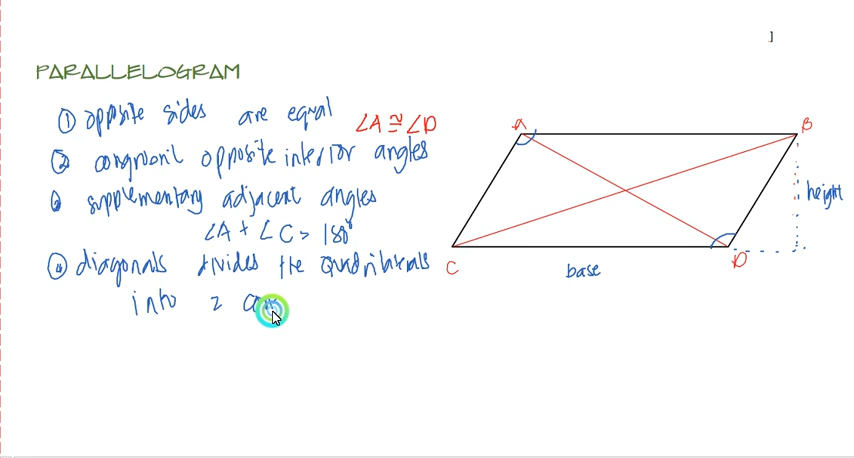 ]
PARALLELOGRAM
① opposite sides are equal ∠A ≅ ∠D
② congruent opposite interior angles
③ supplementary adjacent angles
∠A + ∠C = 180°
④ diagonals divides the quadrilaterals
into 2
A
B
C
D
base
height